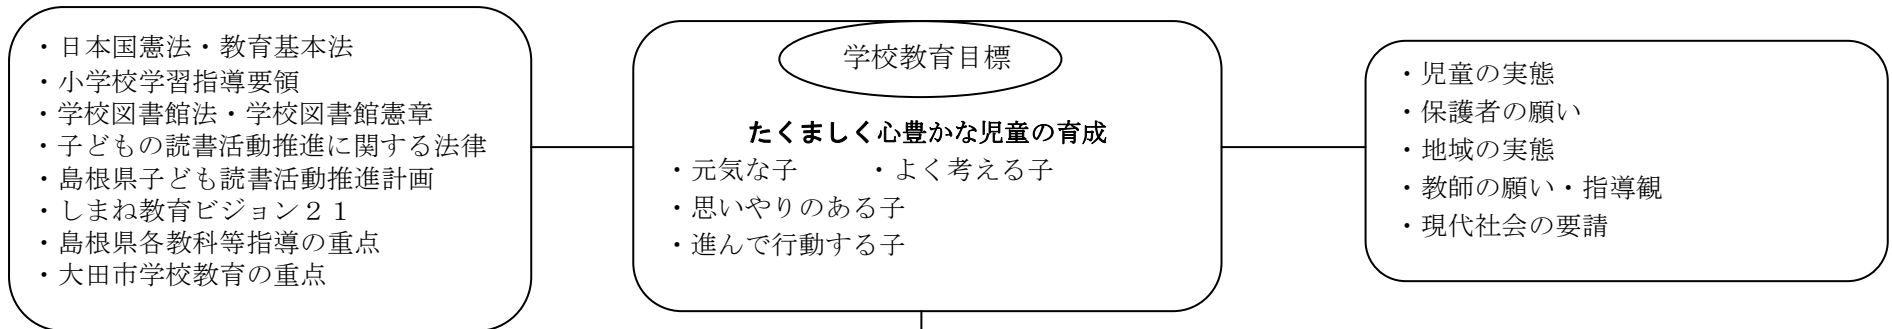 ・日本国憲法・教育基本法
・小学校学習指導要領
・学校図書館法・学校図書館憲章
・子どもの読書活動推進に関する法律
・島根県子ども読書活動推進計画
・しまね教育ビジョン２１
・島根県各教科等指導の重点
・大田市学校教育の重点
学校教育目標
たくましく心豊かな児童の育成
・元気な子　　・よく考える子
・思いやりのある子
・進んで行動する子
・児童の実態
・保護者の願い
・地域の実態
・教師の願い・指導観
・現代社会の要請